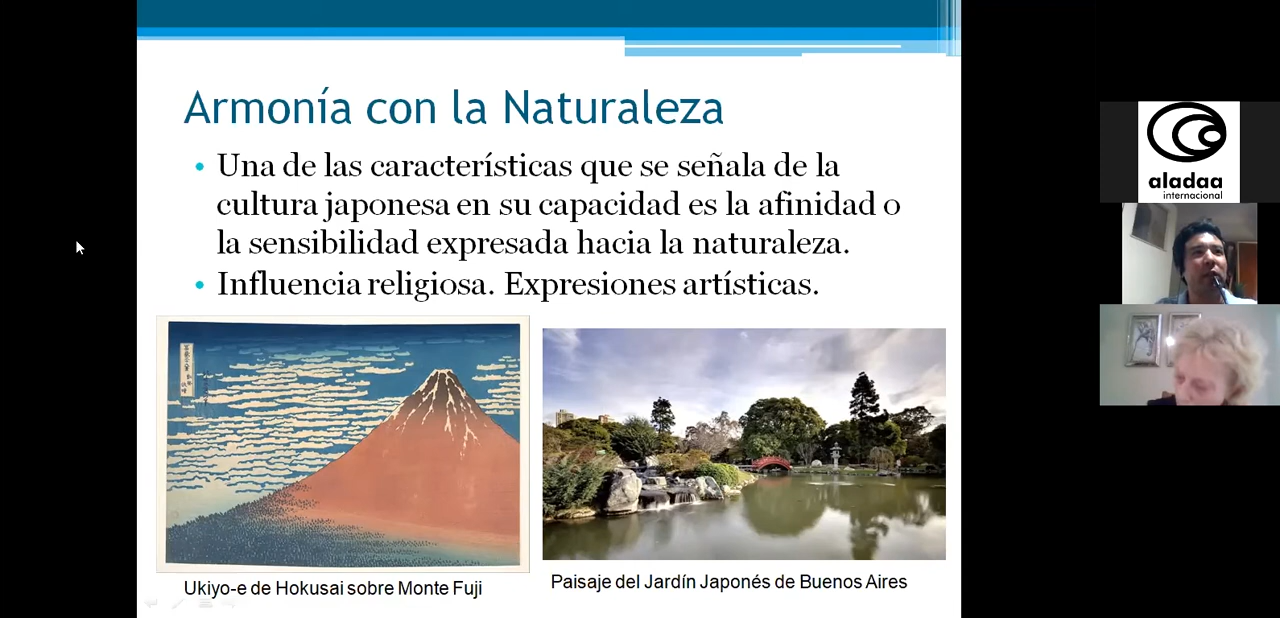 Armonía con la Naturaleza
• Una de las características que se señala de la
cultura japonesa en su capacidad es la afinidad o
la sensibilidad expresada hacia la naturaleza.
• Influencia religiosa. Expresiones artísticas.
Ukiyo-e de Hokusai sobre Monte Fuji
Paisaje del Jardín Japonés de Buenos Aires
aladaa
internacional